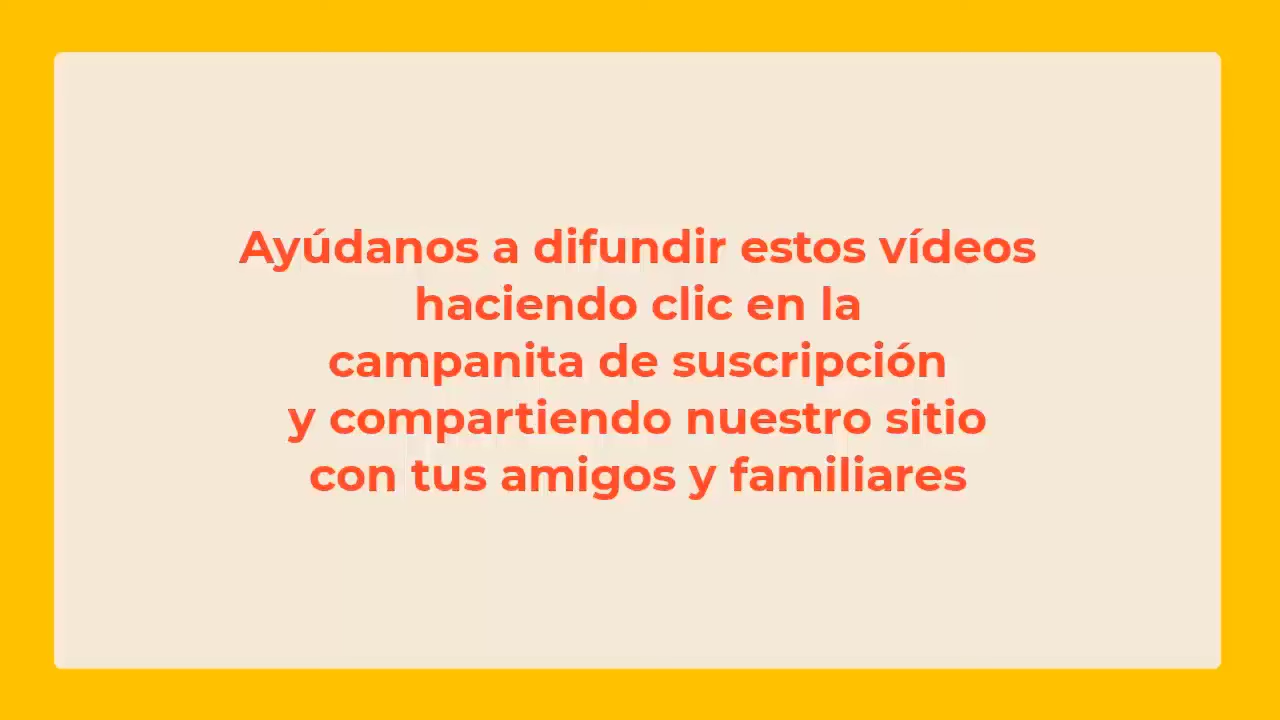 Ayúdanos a difundir estos vídeos
haciendo clic en la
campanita de suscripción
y compartiendo nuestro sitio
con tus amigos y familiares